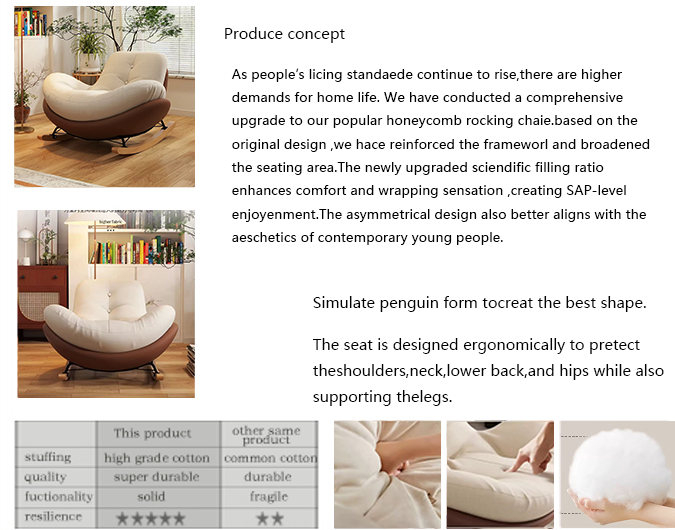 Produce concept
As people's licing standaede continue to rise,there are higher
demands for home life. We have conducted a comprehensive
upgrade to our popular honeycomb rocking chaie.based on the
original design ,we hace reinforced the frameworl and broadened
the seating area.The newly upgraded sciendific filling ratio
enhances comfort and wrapping sensation ,creating SAP-level
enjoyenment.The asymmetrical design also better aligns with the
aeschetics of contemporary young people.
higher fabric
Simulate penguin form tocreat the best shape.
The seat is designed ergonomically to pretect
theshoulders,neck,lower back,and hips while also
supporting thelegs.
This product other same product
stuffing high grade cotton common cotton
quality super durable durable
fuctionality solid fragile
resilience ★★★★★ ★★